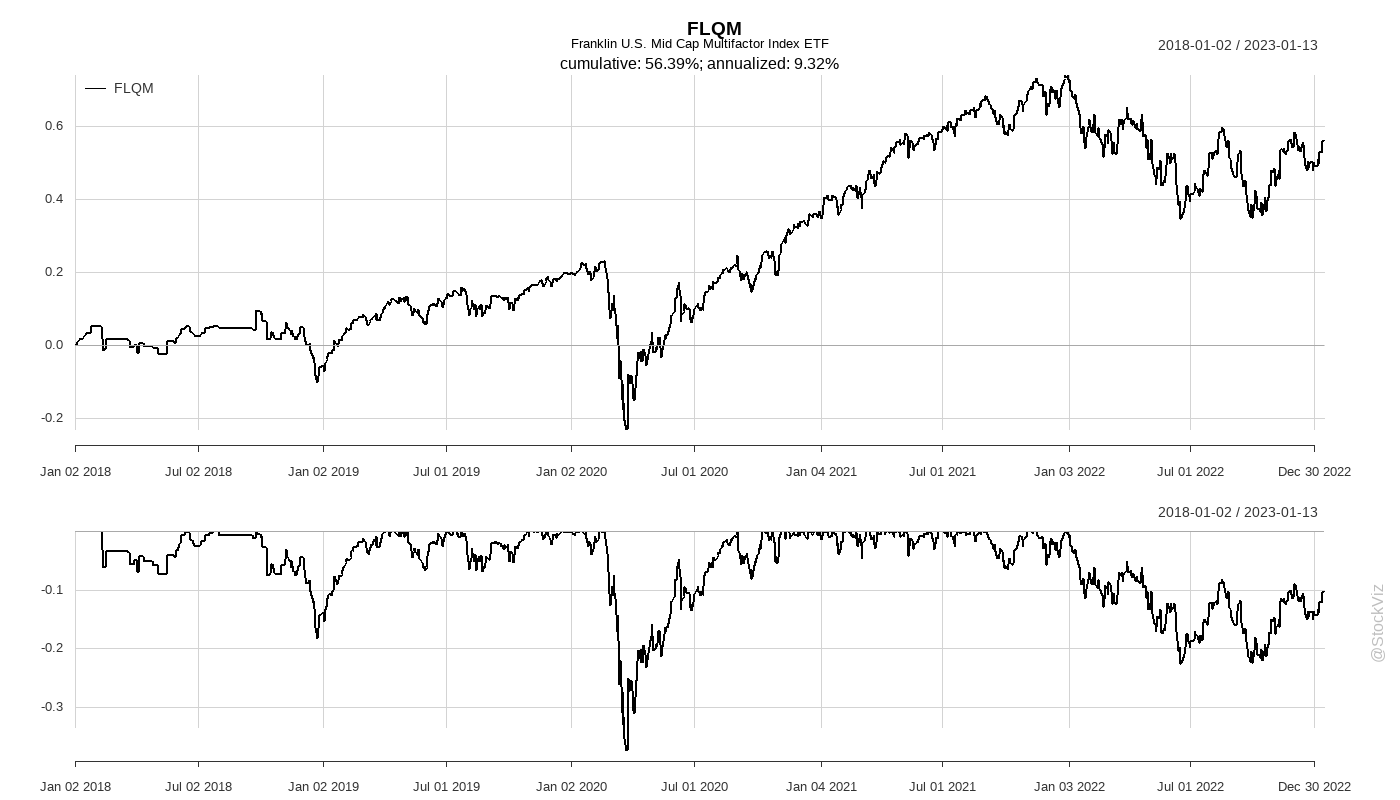 FLQM
Franklin U.S. Mid Cap Multifactor Index ETF
cumulative: 56.39%; annualized: 9.32%
2018-01-02 / 2023-01-13
FLQM
0.6
0.4
0.2
0.0
-0.2
Jan 02 2018 Jul 02 2018 Jan 02 2019 Jul 01 2019 Jan 02 2020 Jul 01 2020 Jan 04 2021 Jul 01 2021 Jan 03 2022 Jul 01 2022 Dec 30 2022
2018-01-02 / 2023-01-13
-0.1
-0.2
-0.3
Jan 02 2018 Jul 02 2018 Jan 02 2019 Jul 01 2019 Jan 02 2020 Jul 01 2020 Jan 04 2021 Jul 01 2021 Jan 03 2022 Jul 01 2022 Dec 30 2022
@StockViz